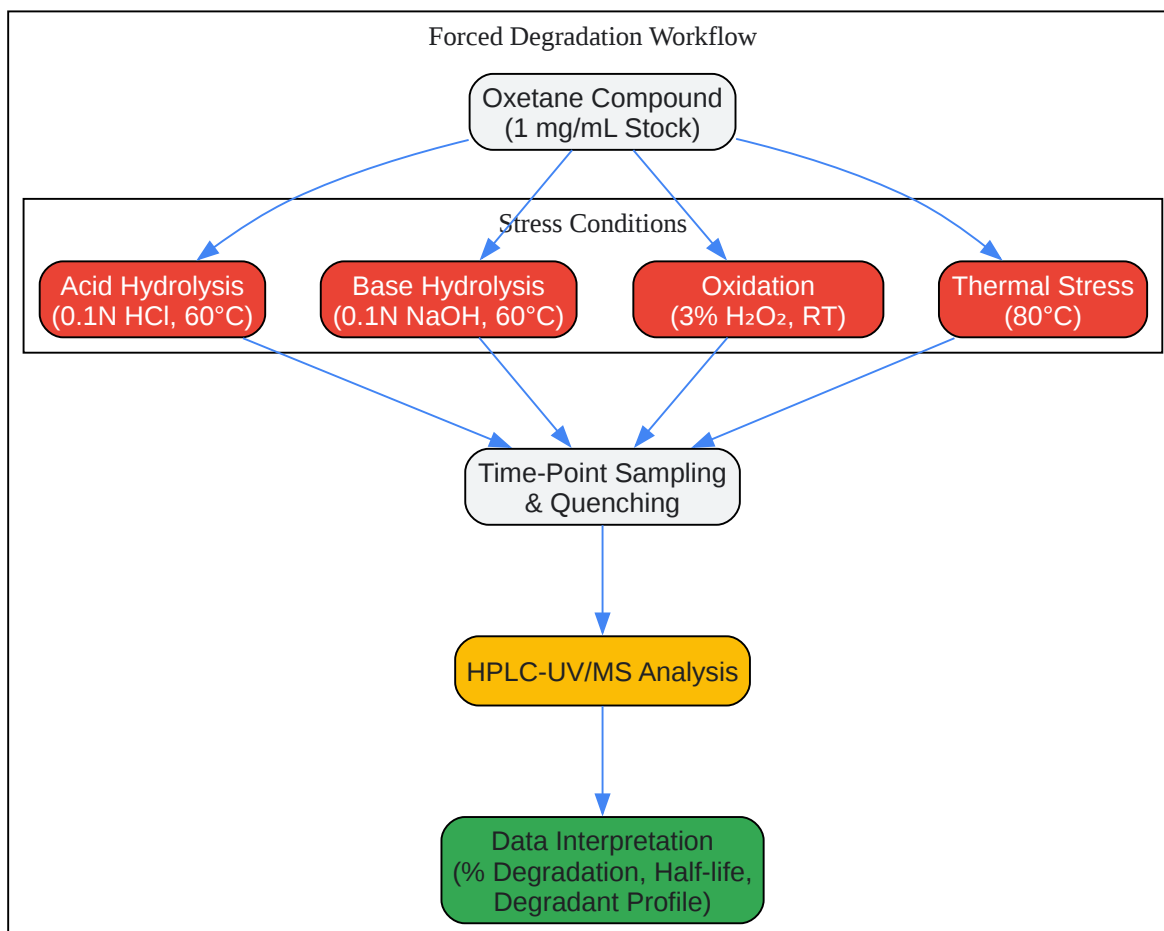 Forced Degradation Workflow
Oxetane Compound
(1 mg/mL Stock)
Stress Conditions
Acid Hydrolysis
(0.1N HCl, 60°C)
Base Hydrolysis
(0.1N NaOH, 60°C)
Oxidation
(3% H₂O₂, RT)
Thermal Stress
(80°C)
Time-Point Sampling
& Quenching
HPLC-UV/MS Analysis
Data Interpretation
(% Degradation, Half-life,
Degradant Profile)